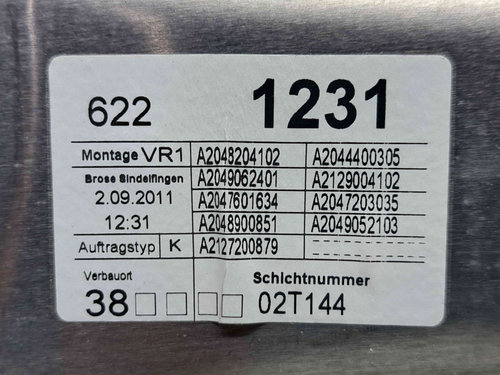 622 1231
Montage VR1 A2048204102 A2044400305
Brose Sindelfingen A2049062401 A2129004102
2.09.2011 A2047601634 A2047203035
12:31 A2048900851 A2049052103
Auftragstyp K A2127200879
Verbauort Schichtnummer
38 02T144